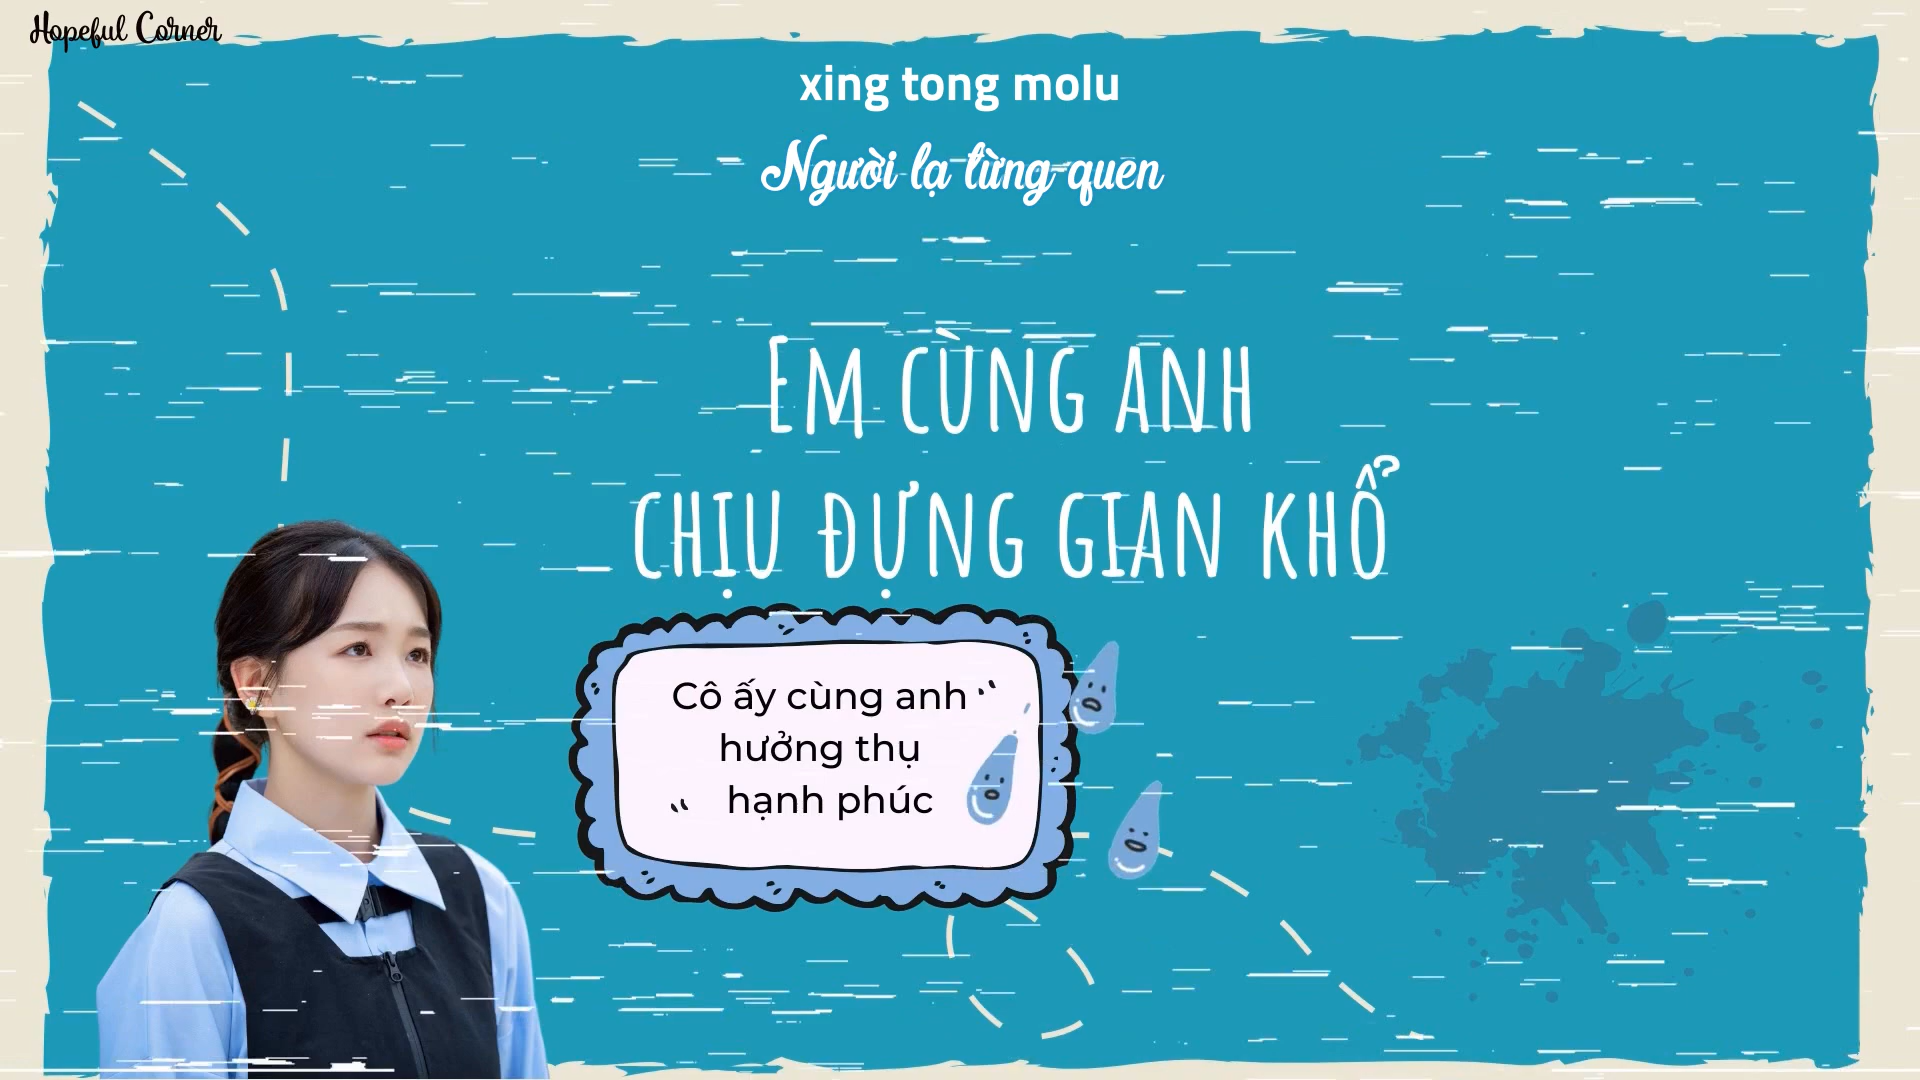 Hopeful Corner
xing tong molu
Người lạ từng quen
EM CÙNG ANH
CHỊU ĐỰNG GIAN KHỔ
Cô ấy cùng anh
hưởng thụ
hạnh phúc